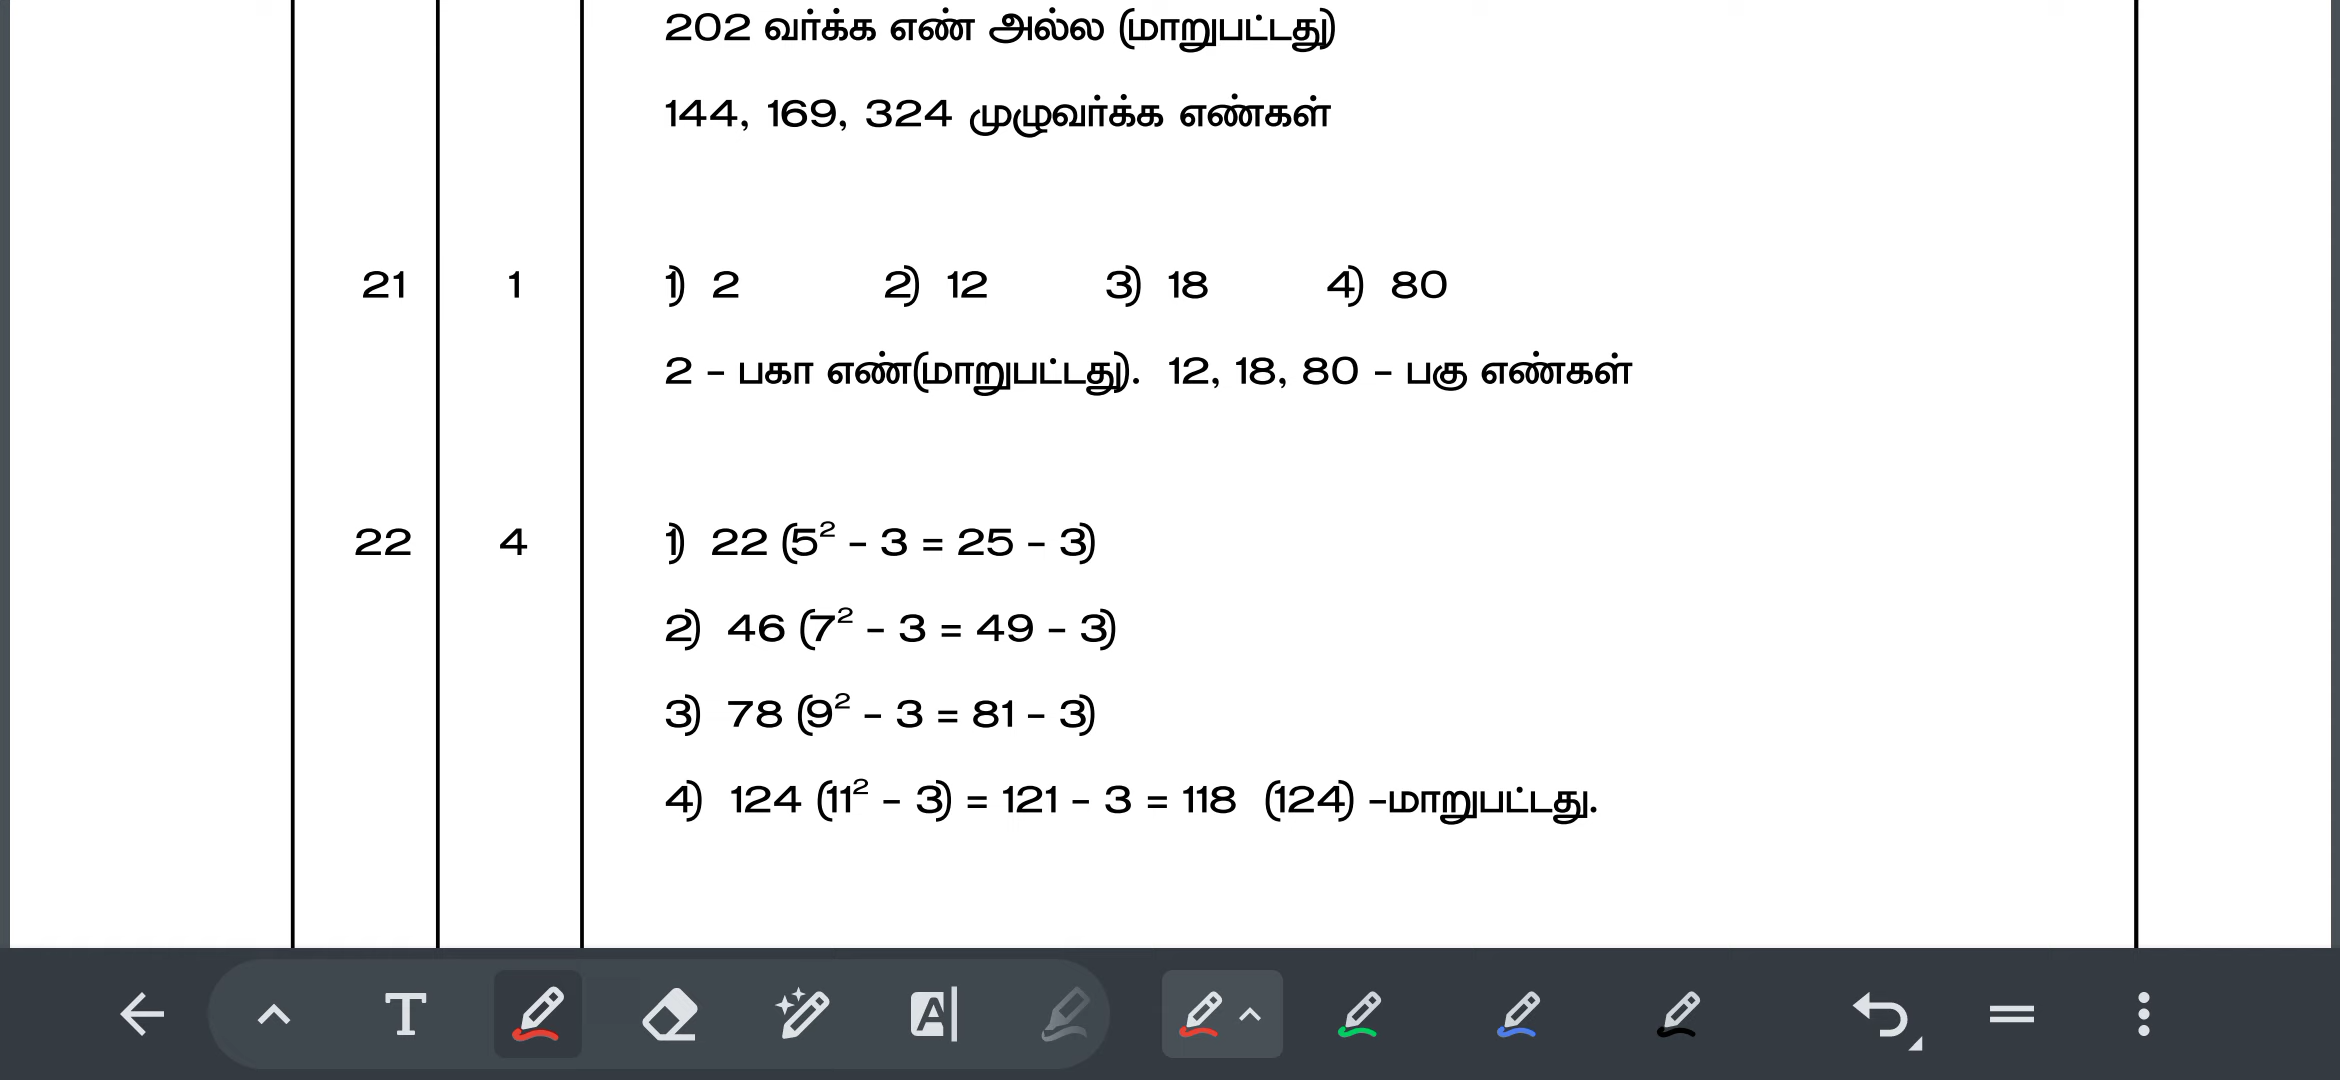 202 வர்க்க எண் அல்ல (மாறுபட்டது)
144, 169, 324 முழுவர்க்க எண்கள்
21 1 1) 2 2) 12 3) 18 4) 80
2 – பகா எண்(மாறுபட்டது). 12, 18, 80 – பகு எண்கள்
22 4 1) 22 (5² – 3 = 25 – 3)
2) 46 (7² – 3 = 49 – 3)
3) 78 (9² – 3 = 81 – 3)
4) 124 (11² – 3) = 121 – 3 = 118 (124) –மாறுபட்டது.
T A